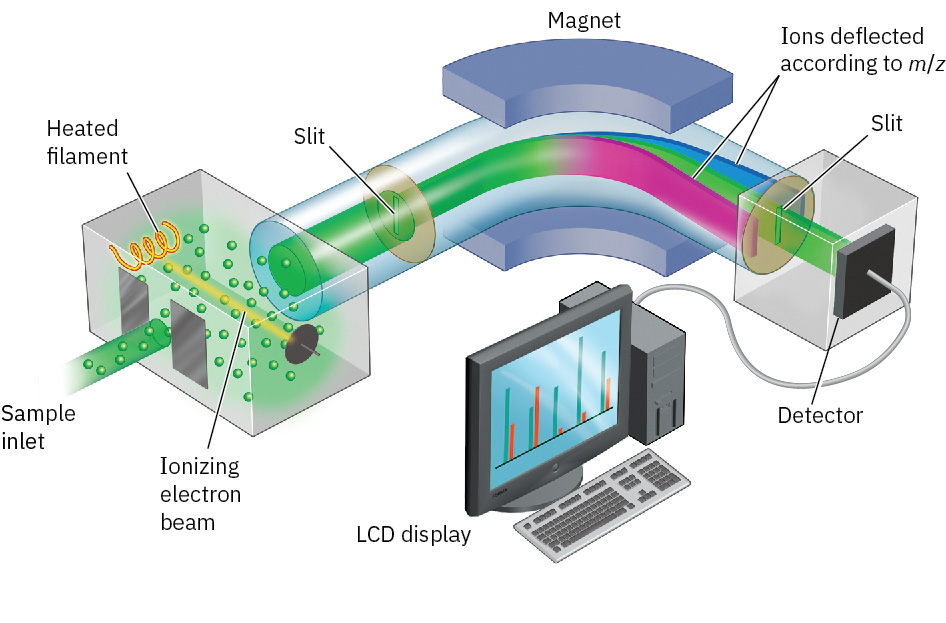 Magnet
Ions deflected
according to m/z
Heated
filament
Slit
Slit
Sample
inlet
Ionizing
electron
beam
LCD display
Detector